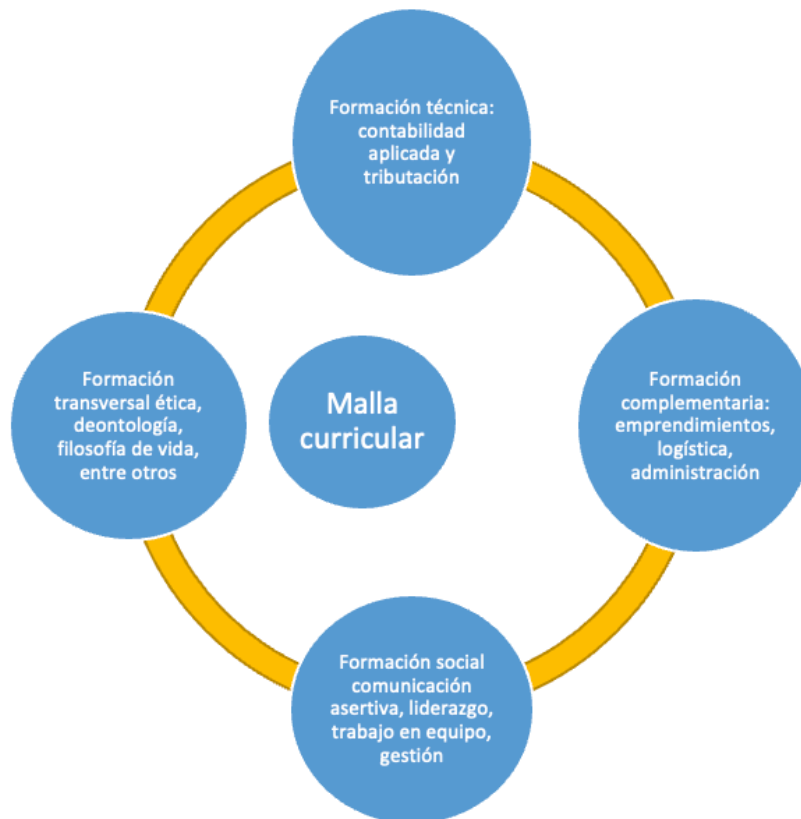 Formación técnica:
contabilidad
aplicada y
tributación
Formación
transversal ética,
deontología,
filosofía de vida,
entre otros
Malla
curricular
Formación
complementaria:
emprendimientos,
logística,
administración
Formación social
comunicación
asertiva, liderazgo,
trabajo en equipo,
gestión